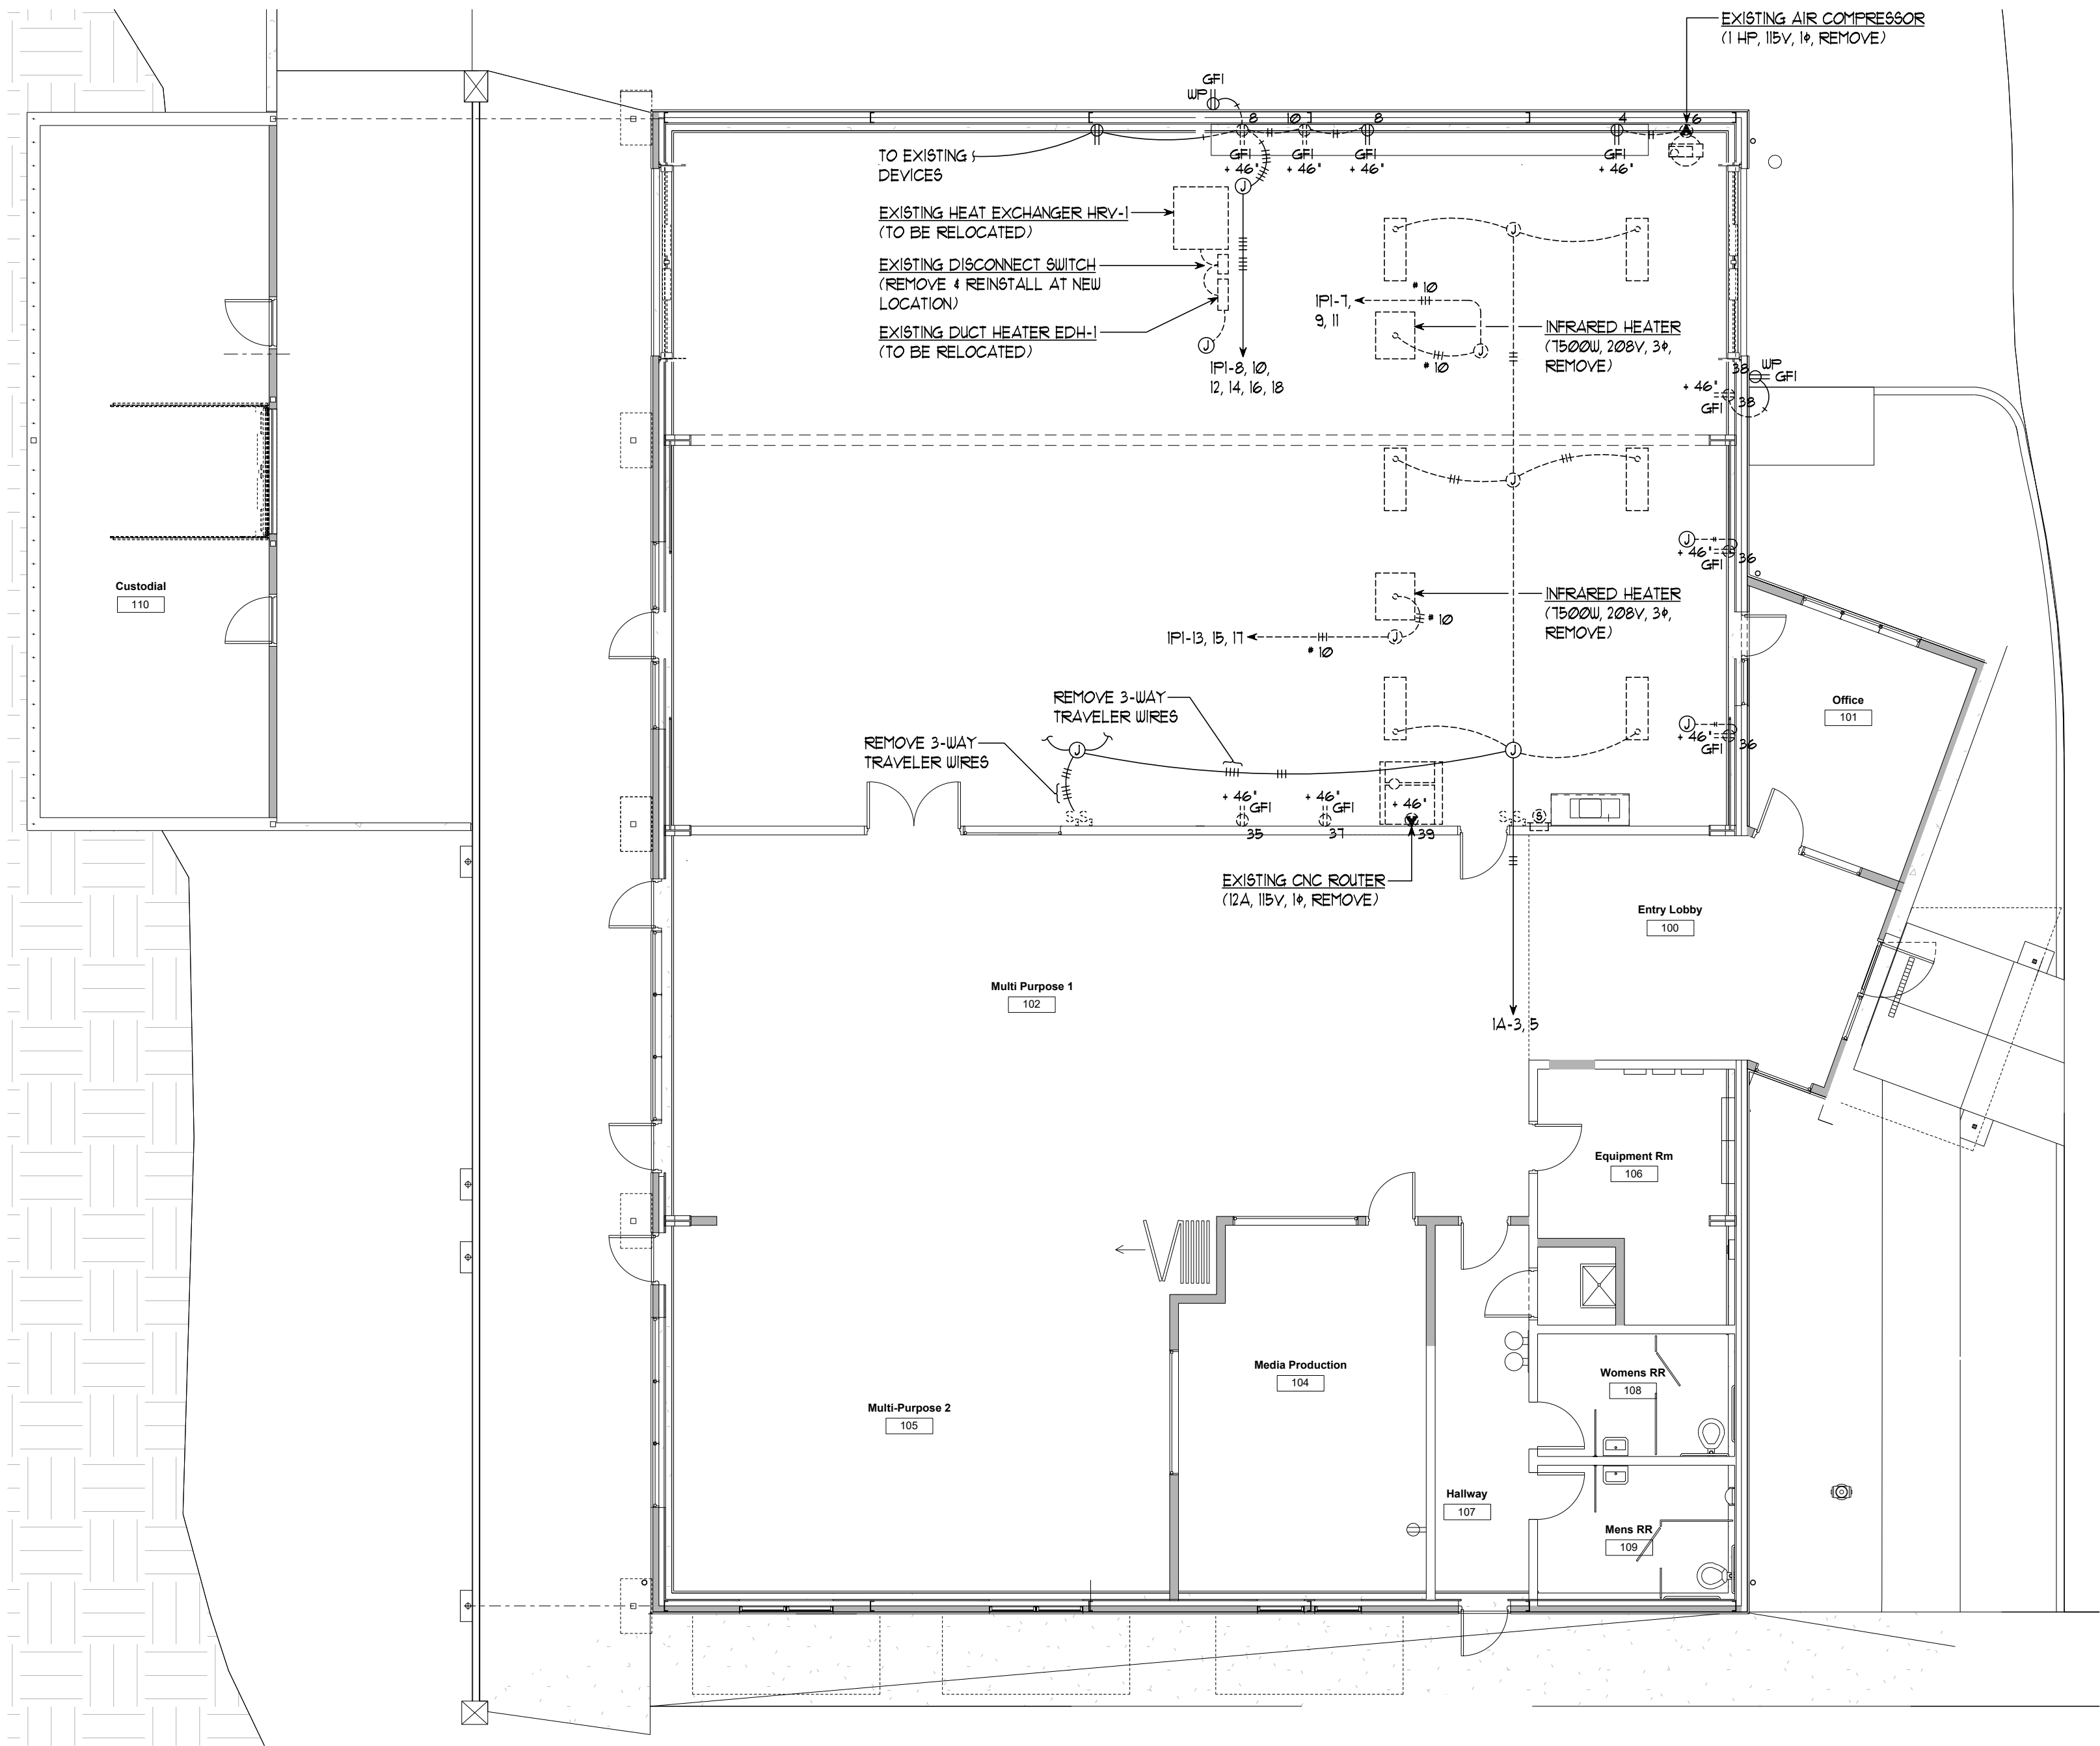 EXISTING AIR COMPRESSOR
(1 HP, 115V, 1φ, REMOVE)
GFI
WP
8
10
8
4
6
TO EXISTING
DEVICES
GFI
+ 46"
GFI
+ 46"
GFI
+ 46"
GFI
+ 46"
J
EXISTING HEAT EXCHANGER HRV-1
(TO BE RELOCATED)
J
EXISTING DISCONNECT SWITCH
(REMOVE & REINSTALL AT NEW
LOCATION)
# 10
1P1-7,
9, 11
EXISTING DUCT HEATER EDH-1
(TO BE RELOCATED)
J
INFRARED HEATER
(7500W, 208V, 3φ,
REMOVE)
J
# 10
1P1-8, 10,
12, 14, 16, 18
38
WP
GFI
+ 46"
GFI
38
J
J
+ 46"
GFI
36
Custodial
110
INFRARED HEATER
(7500W, 208V, 3φ,
REMOVE)
# 10
1P1-13, 15, 17
J
# 10
REMOVE 3-WAY
TRAVELER WIRES
Office
101
REMOVE 3-WAY
TRAVELER WIRES
J
J
J
+ 46"
GFI
36
+ 46"
GFI
35
+ 46"
GFI
37
+ 46"
39
S
EXISTING CNC ROUTER
(12A, 115V, 1φ, REMOVE)
Entry Lobby
100
Multi Purpose 1
102
1A-3, 5
Equipment Rm
106
Media Production
104
Womens RR
108
Multi-Purpose 2
105
Hallway
107
Mens RR
109